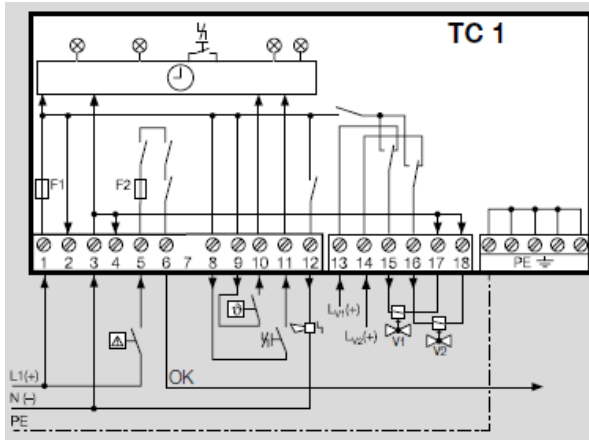 TC 1
F1
F2
1 2 3 4 5 6 7 8 9 10 11 12 13 14 15 16 17 18 PE
LV1(+)
LV2(+)
V1
V2
L1(+)
OK
N (–)
PE